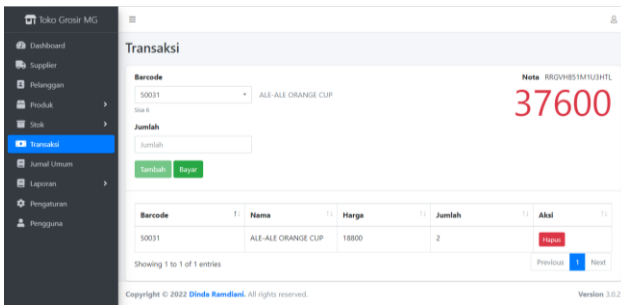 Toko Grosir MG
Dashboard
Supplier
Pelanggan
Produk
Stok
Transaksi
Jurnal Umum
Laporan
Pengaturan
Pengguna
Transaksi
Barcode
50031
ALE-ALE ORANGE CUP
Sisa 6
Nota RRGVH851M1U3HTL
37600
Jumlah
Jumlah
Tambah Bayar
Barcode Nama Harga Jumlah Aksi
50031 ALE-ALE ORANGE CUP 18800 2 Hapus
Showing 1 to 1 of 1 entries
Previous 1 Next
Copyright © 2022 Dinda Ramdiani. All rights reserved.
Version 3.0.2